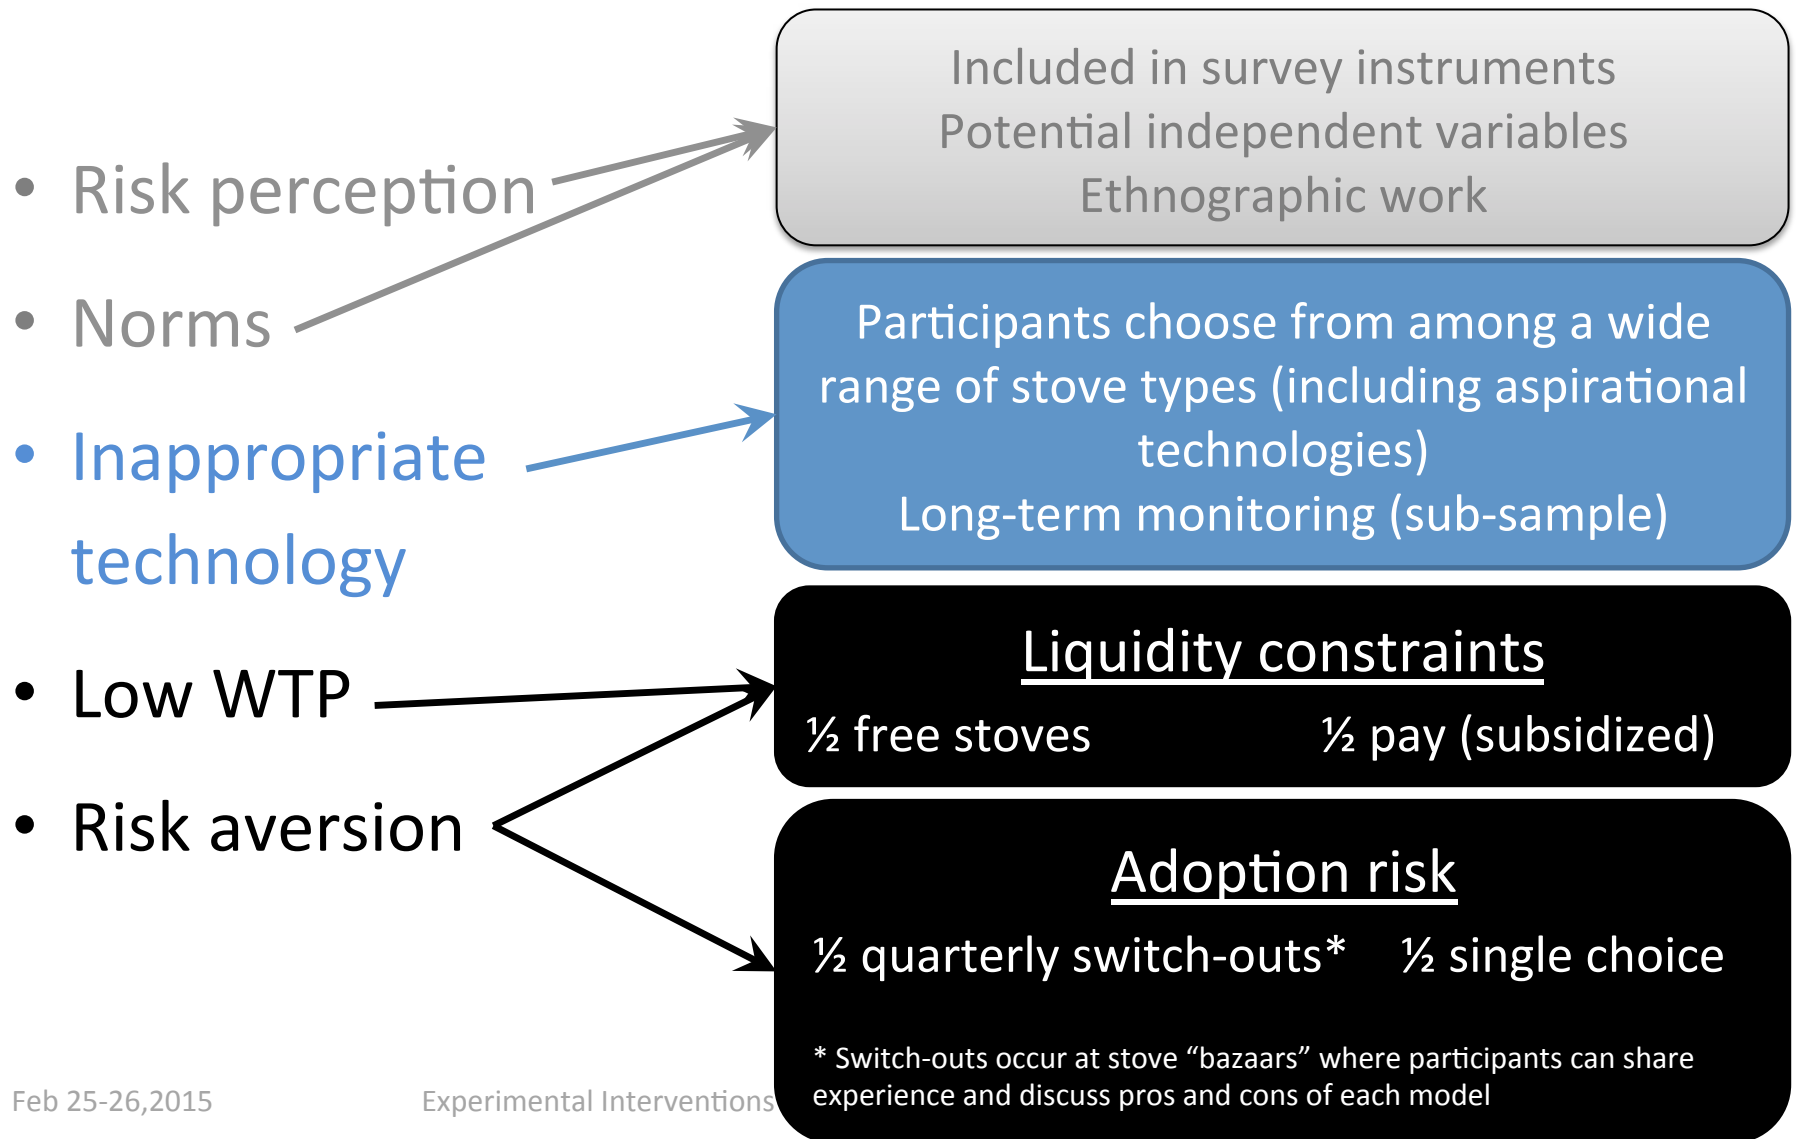 • Risk perception
• Norms
• Inappropriate
technology
• Low WTP
• Risk aversion
Included in survey instruments
Potential independent variables
Ethnographic work
Participants choose from among a wide
range of stove types (including aspirational
technologies)
Long-term monitoring (sub-sample)
Liquidity constraints
½ free stoves ½ pay (subsidized)
Adoption risk
½ quarterly switch-outs* ½ single choice
* Switch-outs occur at stove “bazaars” where participants can share
experience and discuss pros and cons of each model
Feb 25-26,2015
Experimental Interventions